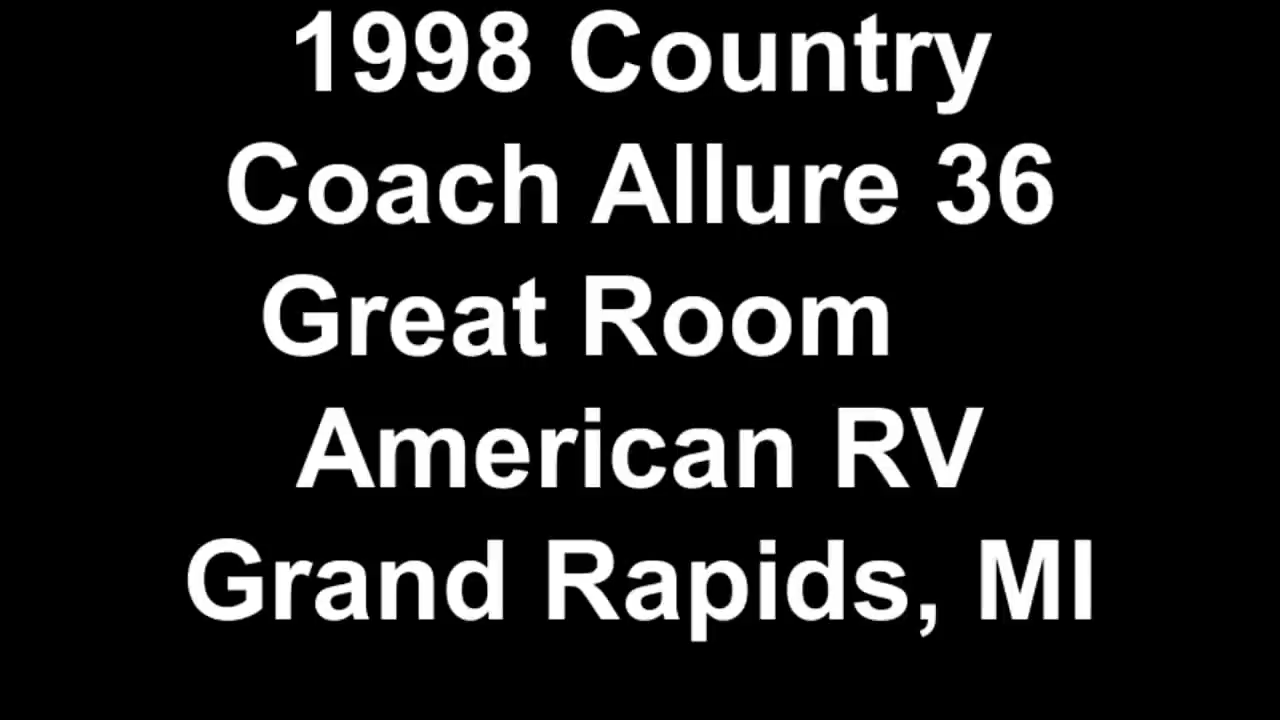 1998 Country
Coach Allure 36
Great Room
American RV
Grand Rapids, MI